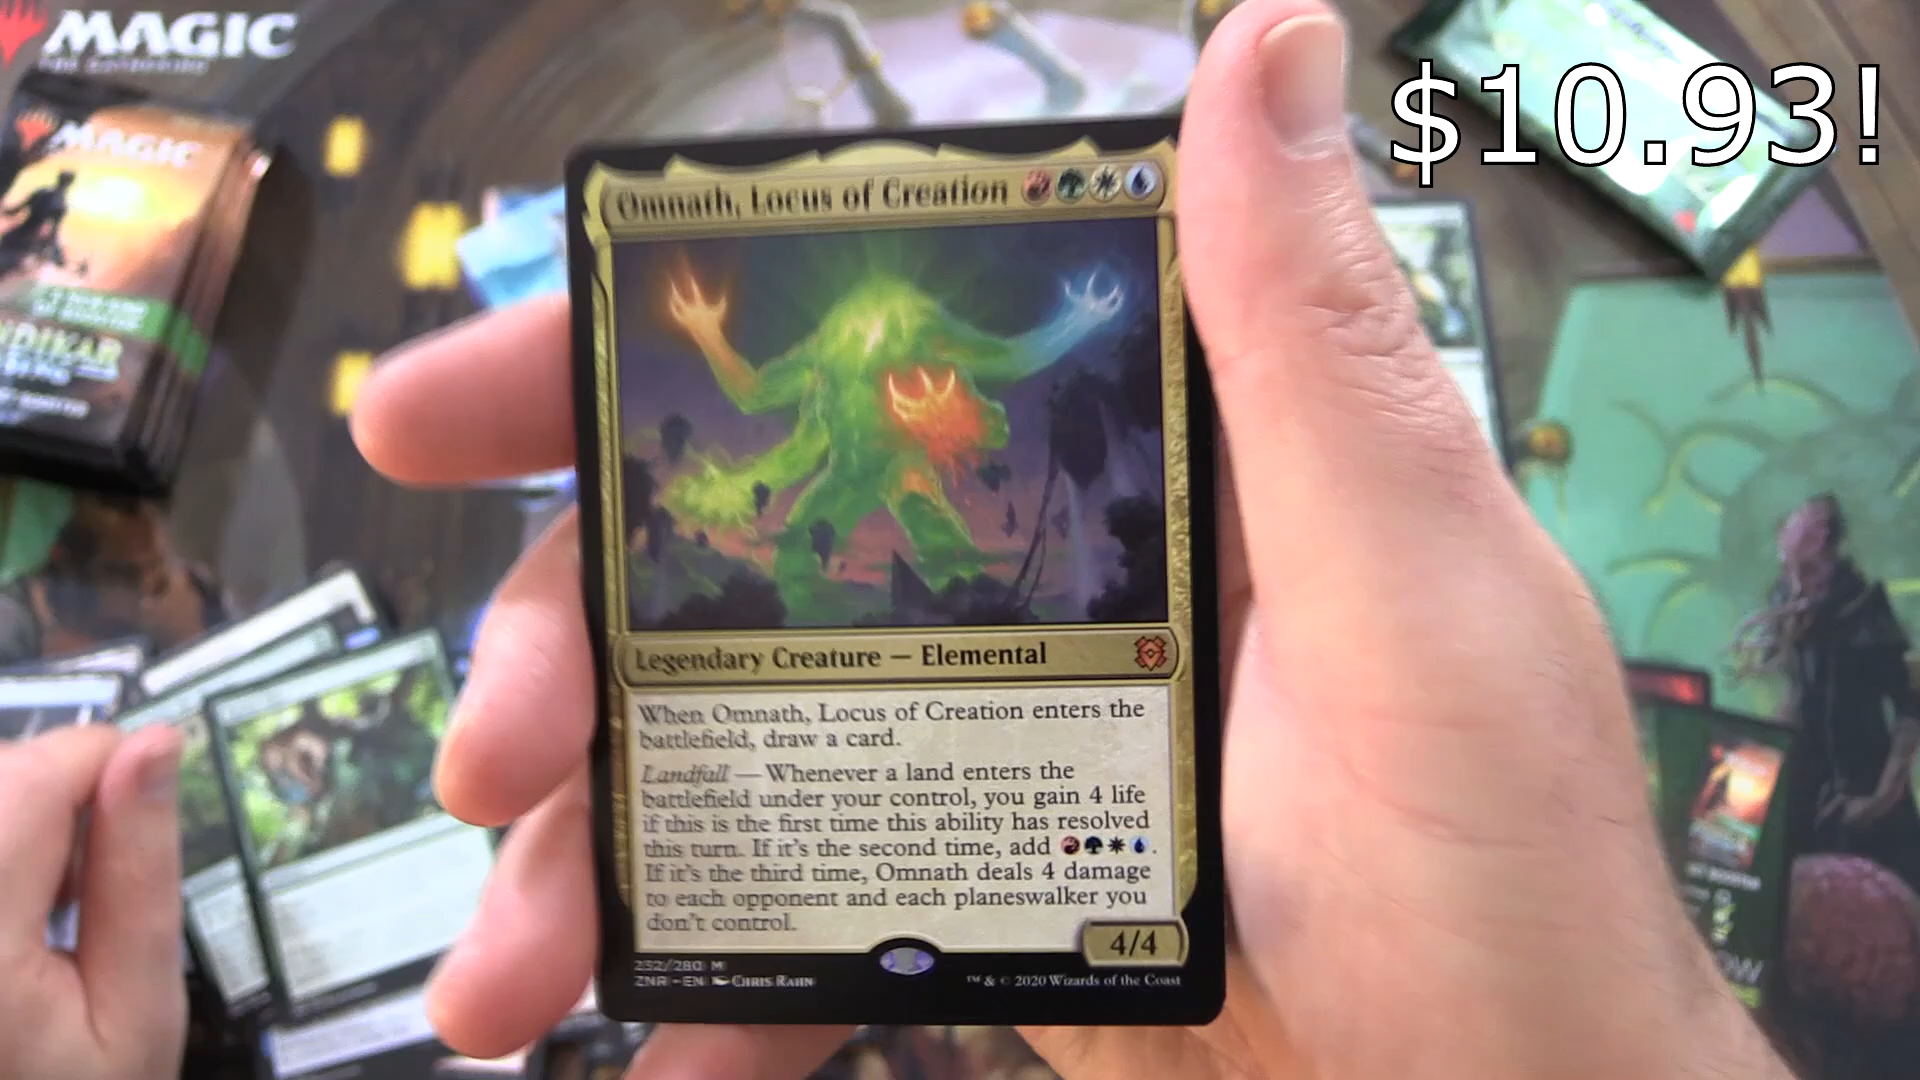 MAGIC
THE GATHERING
$10.93!
MAGIC
Omnath, Locus of Creation
Legendary Creature — Elemental
When Omnath, Locus of Creation enters the
battlefield, draw a card.
Landfall — Whenever a land enters the
battlefield under your control, you gain 4 life
if this is the first time this ability has resolved
this turn. If it's the second time, add
.
If it's the third time, Omnath deals 4 damage
to each opponent and each planeswalker you
don't control.
4/4
232/280 M
ZNR - EN Chris Rahn
™ & © 2020 Wizards of the Coast